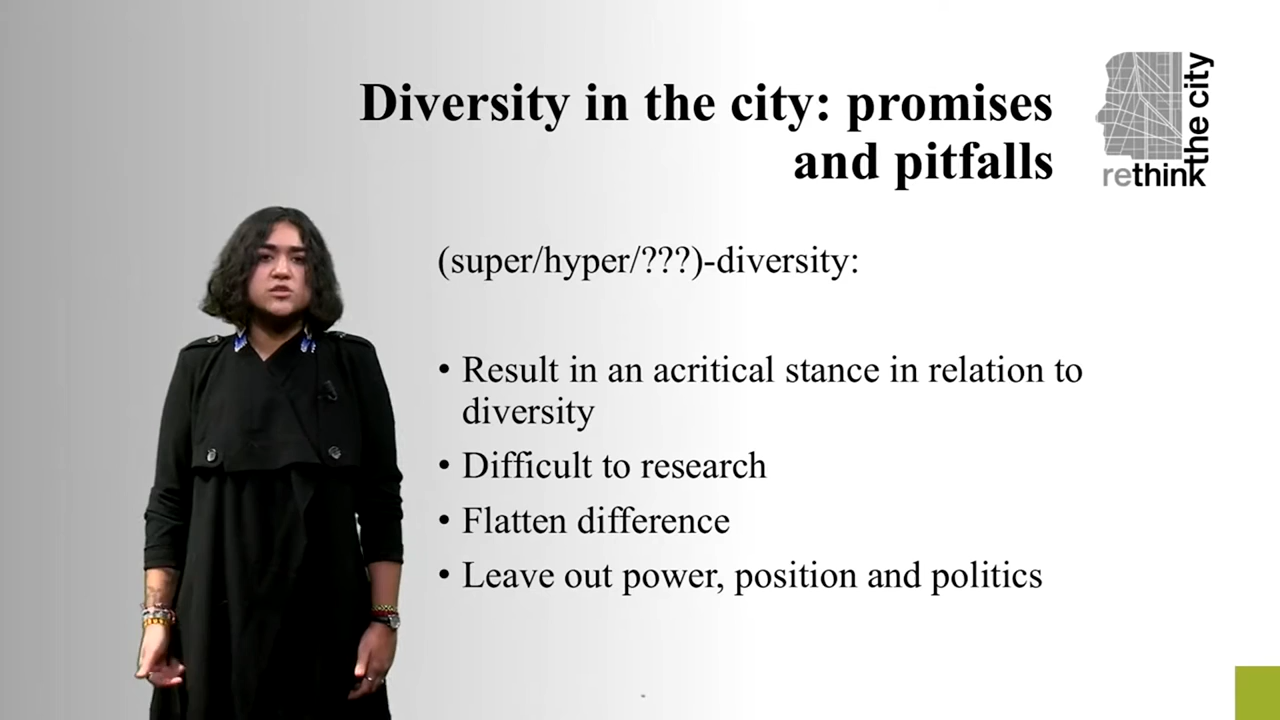 Diversity in the city: promises
and pitfalls
rethink
the city
(super/hyper/???)-diversity:
• Result in an acritical stance in relation to
diversity
• Difficult to research
• Flatten difference
• Leave out power, position and politics